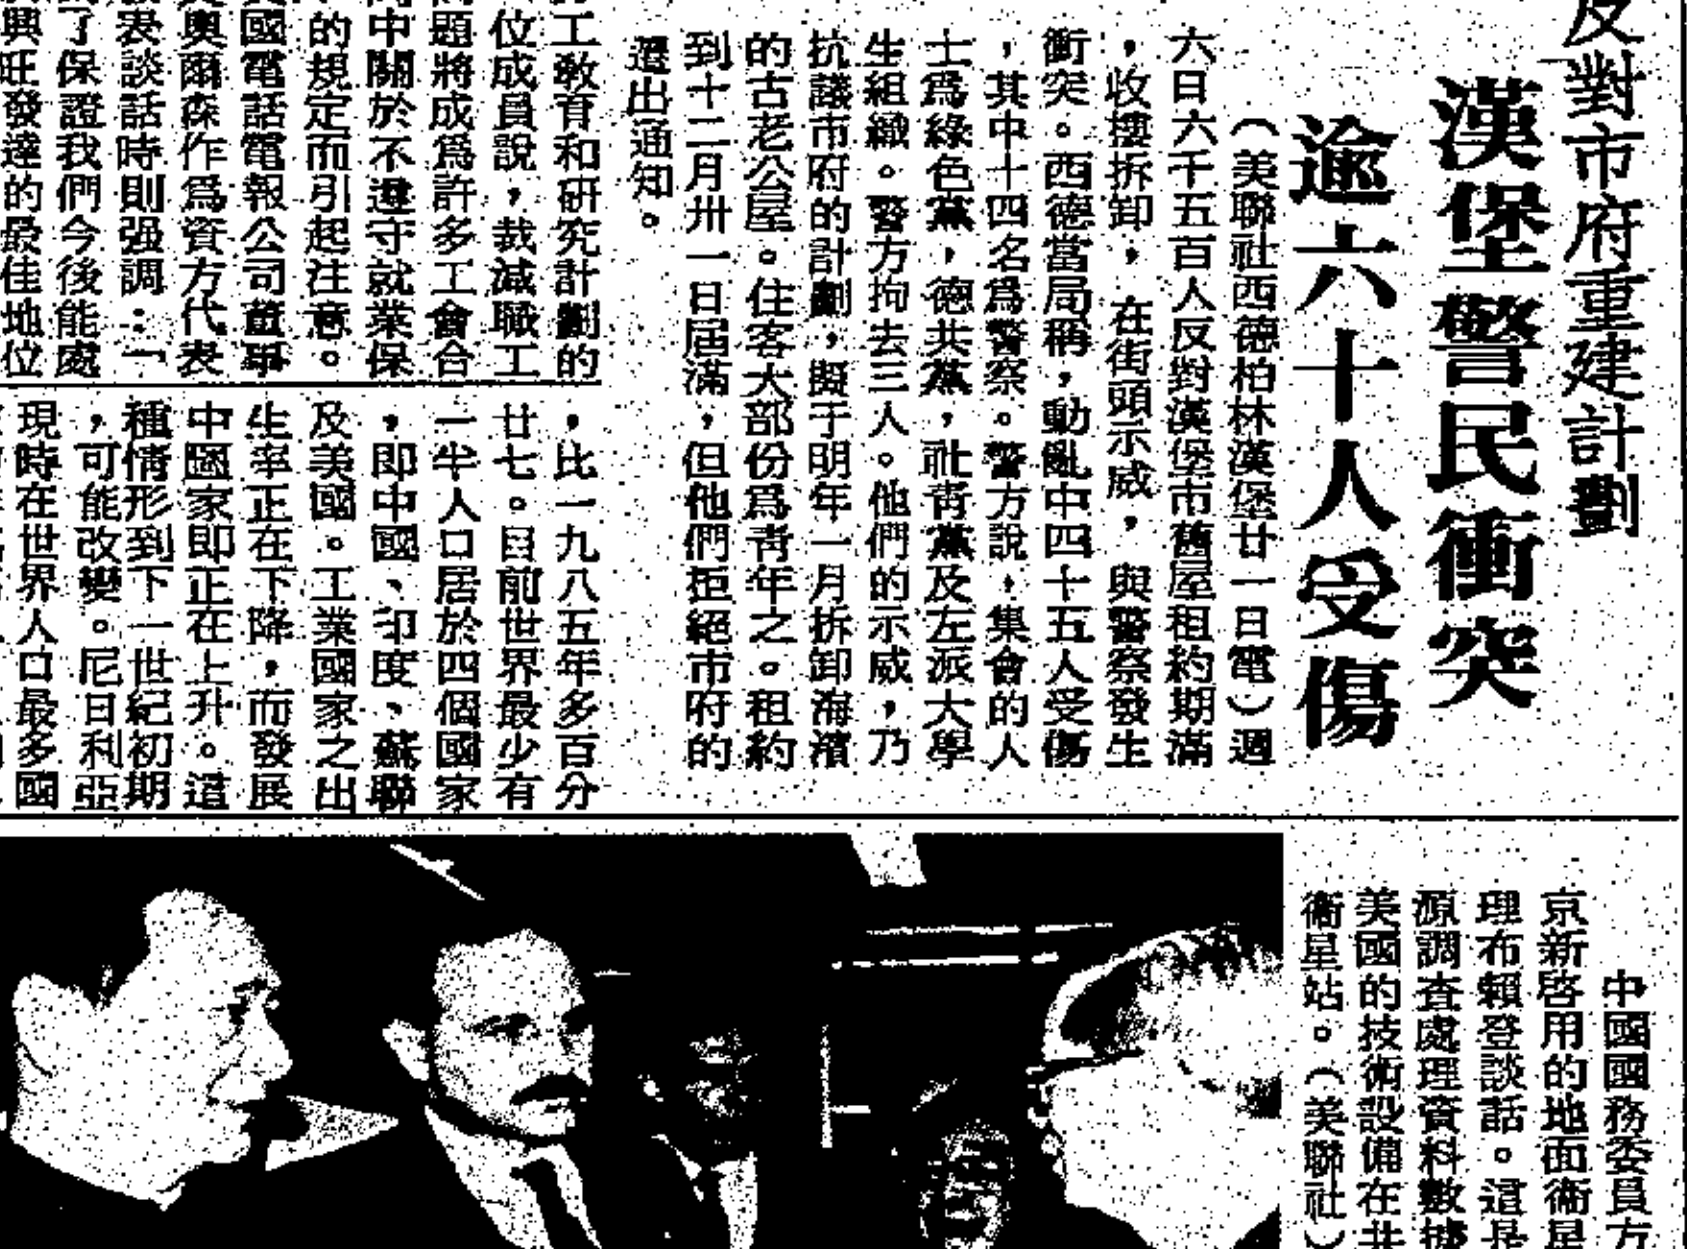 反對市府重建計劃
漢堡警民衝突
逾六十人受傷
（美聯社西德柏林漢堡廿一日電）週
六日六千五百人反對漢堡市舊屋租約期滿
，收摟拆卸，在街頭示威，與警察發生
衝突。西德當局稱，動亂中四十五人受傷
，其中十四名爲警察。警方說，集會的人
士爲綠色黨，德共黨，社青黨及左派大學
生組織。警方拘去三人。他們的示威，乃
抗議市府的計劃，擬于明年一月拆卸海濱
的古老公屋。住客大部份爲靑年之。租約
到十二月卅一日屆滿，但他們拒絕市府的
遷出通知。
工敎育和研究計劃的
位成員說，裁減職工
題將成爲許多工會合
中關於不遵守就業保
的規定而引起注意。
國電話電報公司董事
奧爾森作爲資方代表
表談話時則强調：「
了保證我們今後能處
興旺發達的最佳地位
，比一九八五年多百分
廿七。目前世界最少有
一半人口居於四個國家
，即中國、印度、蘇聯
及美國。工業國家之出
生率正在下降，而發展
中國家即正在上升。這
種情形到下一世紀初期
，可能改變。尼日利亞
現時在世界人口最多國
中國國務委員方
京新啓用的地面衞星
理布賴登談話。這是
源調查處理資料數據
美國的技術設備在共
衞星站。（美聯社）